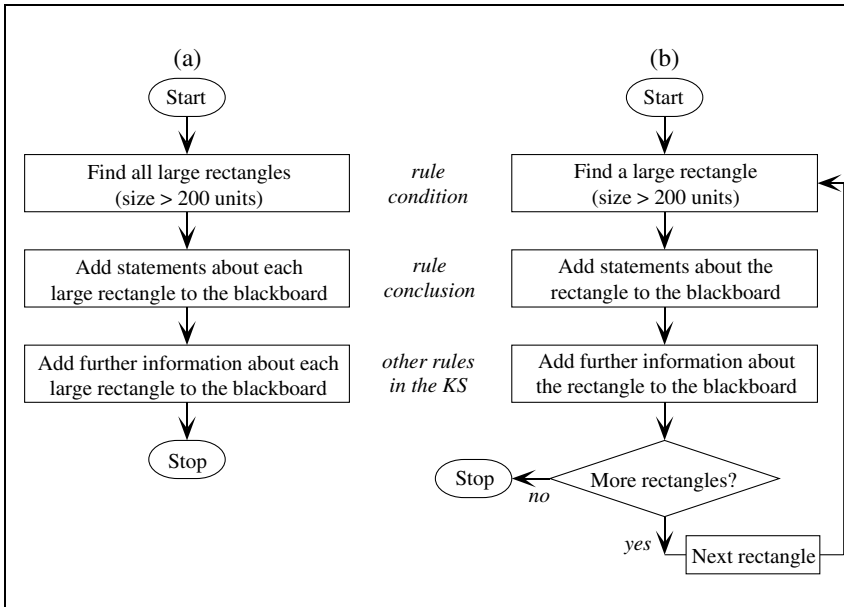 (a)
Start
Find all large rectangles
(size > 200 units)
Add statements about each
large rectangle to the blackboard
Add further information about each
large rectangle to the blackboard
Stop
rule
condition
rule
conclusion
other rules
in the KS
(b)
Start
Find a large rectangle
(size > 200 units)
Add statements about the
rectangle to the blackboard
Add further information about
the rectangle to the blackboard
More rectangles?
no
Stop
yes
Next rectangle